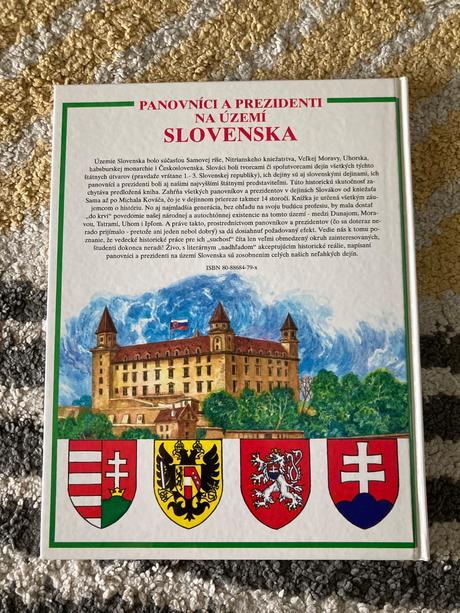 PANOVNÍCI A PREZIDENTI
NA ÚZEMÍ
SLOVENSKA
Územie Slovenska bolo súčasťou Samovej ríše, Nitrianskeho kniežatstva, Veľkej Moravy, Uhorska,
habsburskej monarchie i Československa. Slováci boli tvorcami či spolutvorcami dejín všetkých týchto
štátnych útvarov (pravdaže vrátane 1.- 3. Slovenskej republiky), ich dejiny sú aj slovenskými dejinami, ich
panovníci a prezidenti boli aj našimi najvyššími štátnymi predstaviteľmi. Túto historickú skutočnosť za-
chytáva predložená kniha. Zahŕňa všetkých panovníkov a prezidentov v dejinách Slovákov od kniežaťa
Sama až po Michala Kováča, čo je v dejinnom priereze takmer 14 storočí. Knižka je určená všetkým záu-
jemcom o históriu. No aj najmladšia generácia, bez ohľadu na svoju budúcu profesiu, by mala dostať
„do krvi“ povedomie našej národnej a autochtónnej existencie na tomto území - medzi Dunajom, Mora-
vou, Tatrami, Uhom i Ipľom. A práve takto, prostredníctvom panovníkov a prezidentov (čo sa doteraz ne-
rado prijímalo - pretože ani jeden nebol dobrý) sa dá dosiahnuť požadovaný efekt. Vedie nás k tomu po-
znanie, že vedecké historické práce pre ich „suchosť“ číta len veľmi obmedzený okruh zainteresovaných,
študenti dokonca neradi! Živo, s literárnym „nadhľadom“ akceptujúcim historické reálie, napísaní
panovníci a prezidenti na území Slovenska sú zosobnením celých našich neľahkých dejín.
ISBN 80-88684-79-x